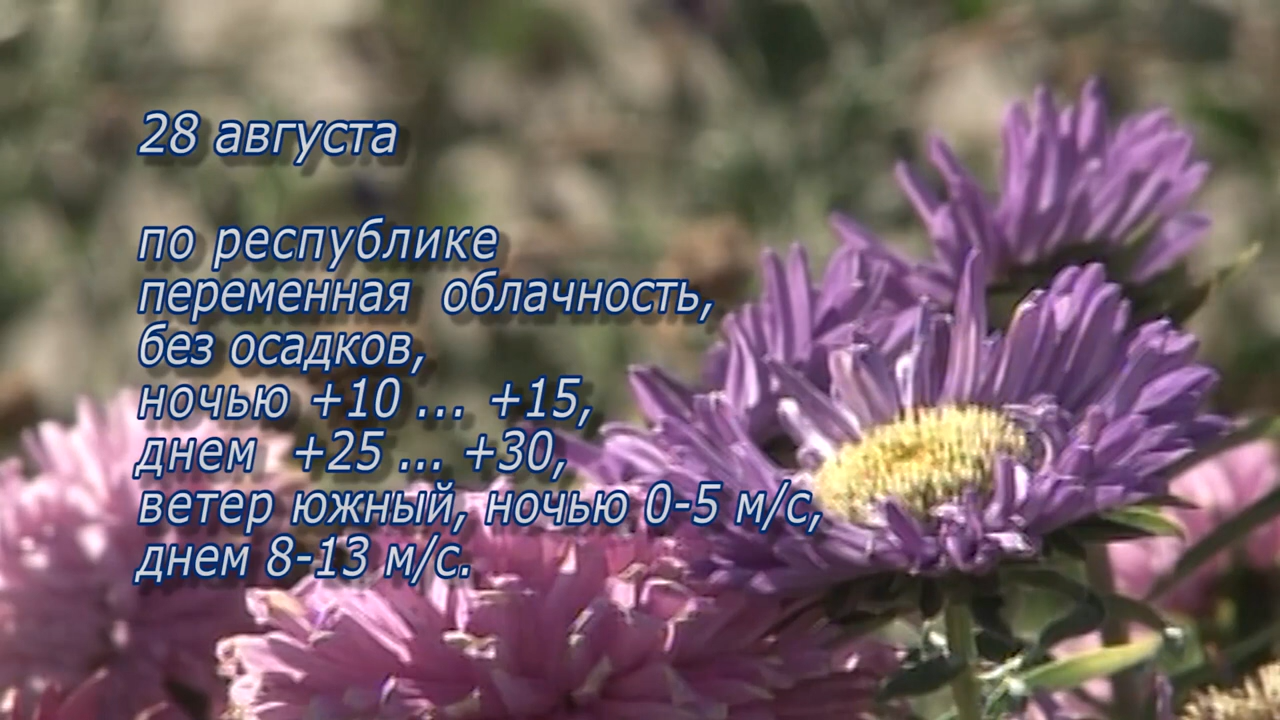 28 августа
по республике
переменная облачность,
без осадков,
ночью +10 ... +15,
днем +25 ... +30,
ветер южный, ночью 0-5 м/с,
днем 8-13 м/с.